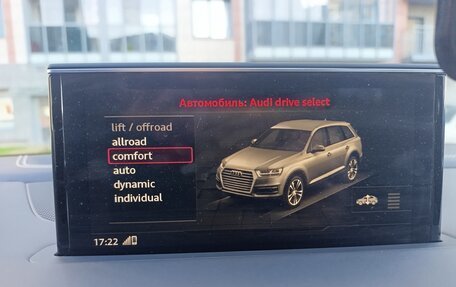 Автомобиль: Audi drive select
lift / offroad
allroad
comfort
auto
dynamic
individual
17:22